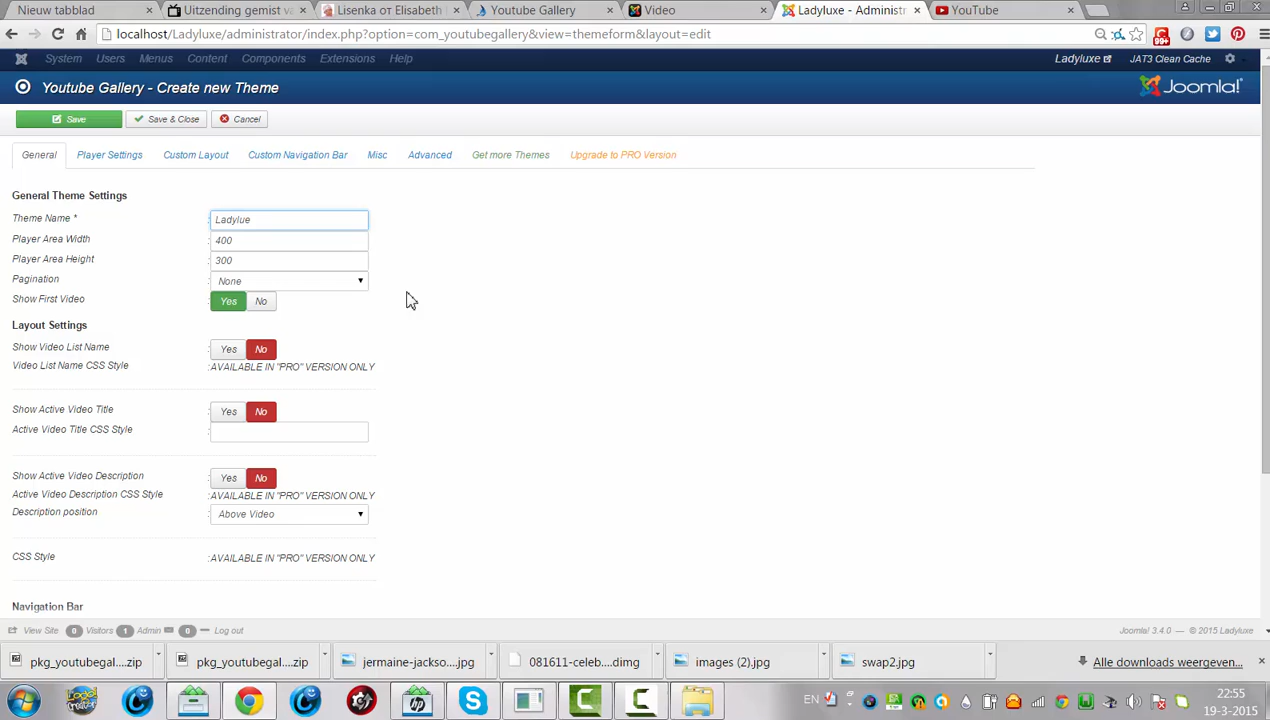 Nieuw tabblad
Uitzending gemist va
Lisenka от Elisabeth
Youtube Gallery
Video
Ladyluxe - Administra
YouTube
localhost/Ladyluxe/administrator/index.php?option=com_youtubegallery&view=themeform&layout=edit
99+
System Users Menus Content Components Extensions Help
Ladyluxe JAT3 Clean Cache
Youtube Gallery - Create new Theme
Joomla!
Save
Save & Close
Cancel
General Player Settings Custom Layout Custom Navigation Bar Misc Advanced Get more Themes Upgrade to PRO Version
General Theme Settings
Theme Name * : Ladylue
Player Area Width : 400
Player Area Height : 300
Pagination : None
Show First Video : Yes No
Layout Settings
Show Video List Name : Yes No
Video List Name CSS Style :AVAILABLE IN "PRO" VERSION ONLY
Show Active Video Title : Yes No
Active Video Title CSS Style :
Show Active Video Description : Yes No
Active Video Description CSS Style :AVAILABLE IN "PRO" VERSION ONLY
Description position : Above Video
CSS Style :AVAILABLE IN "PRO" VERSION ONLY
Navigation Bar
View Site 0 Visitors 1 Admin 0 Log out
Joomla! 3.4.0 — © 2015 Ladyluxe
pkg_youtubegal....zip
pkg_youtubegal....zip
jermaine-jackso....jpg
081611-celeb....dimg
images (2).jpg
swap2.jpg
Alle downloads weergeven...
EN
22:55
19-3-2015